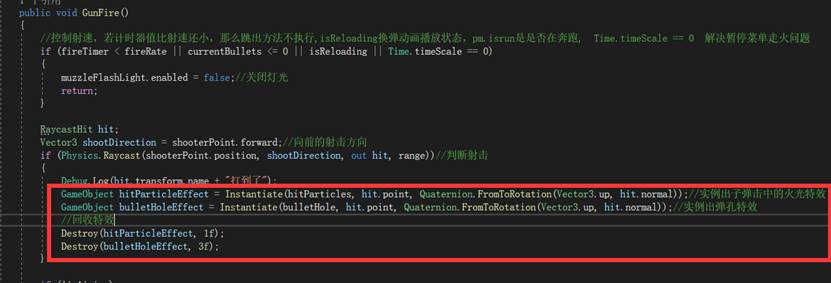 1 个引用
public void GunFire()
{
//控制射速，若计时器值比射速还小，那么跳出方法不执行,isReloading换弹动画播放状态，pm.isrun是是否在奔跑， Time.timeScale == 0  解决暂停菜单走火问题
if (fireTimer < fireRate || currentBullets <= 0 || isReloading || Time.timeScale == 0)
{
muzzleFlashLight.enabled = false;//关闭灯光
return;
}
RaycastHit hit;
Vector3 shootDirection = shooterPoint.forward;//向前的射击方向
if (Physics.Raycast(shooterPoint.position, shootDirection, out hit, range))//判断射击
{
Debug.Log(hit.transform.name + "打到了");
GameObject hitParticleEffect = Instantiate(hitParticles, hit.point, Quaternion.FromToRotation(Vector3.up, hit.normal));//实例出子弹击中的火光特效
GameObject bulletHoleEffect = Instantiate(bulletHole, hit.point, Quaternion.FromToRotation(Vector3.up, hit.normal));//实例出弹孔特效
//回收特效
Destroy(hitParticleEffect, 1f);
Destroy(bulletHoleEffect, 3f);
}